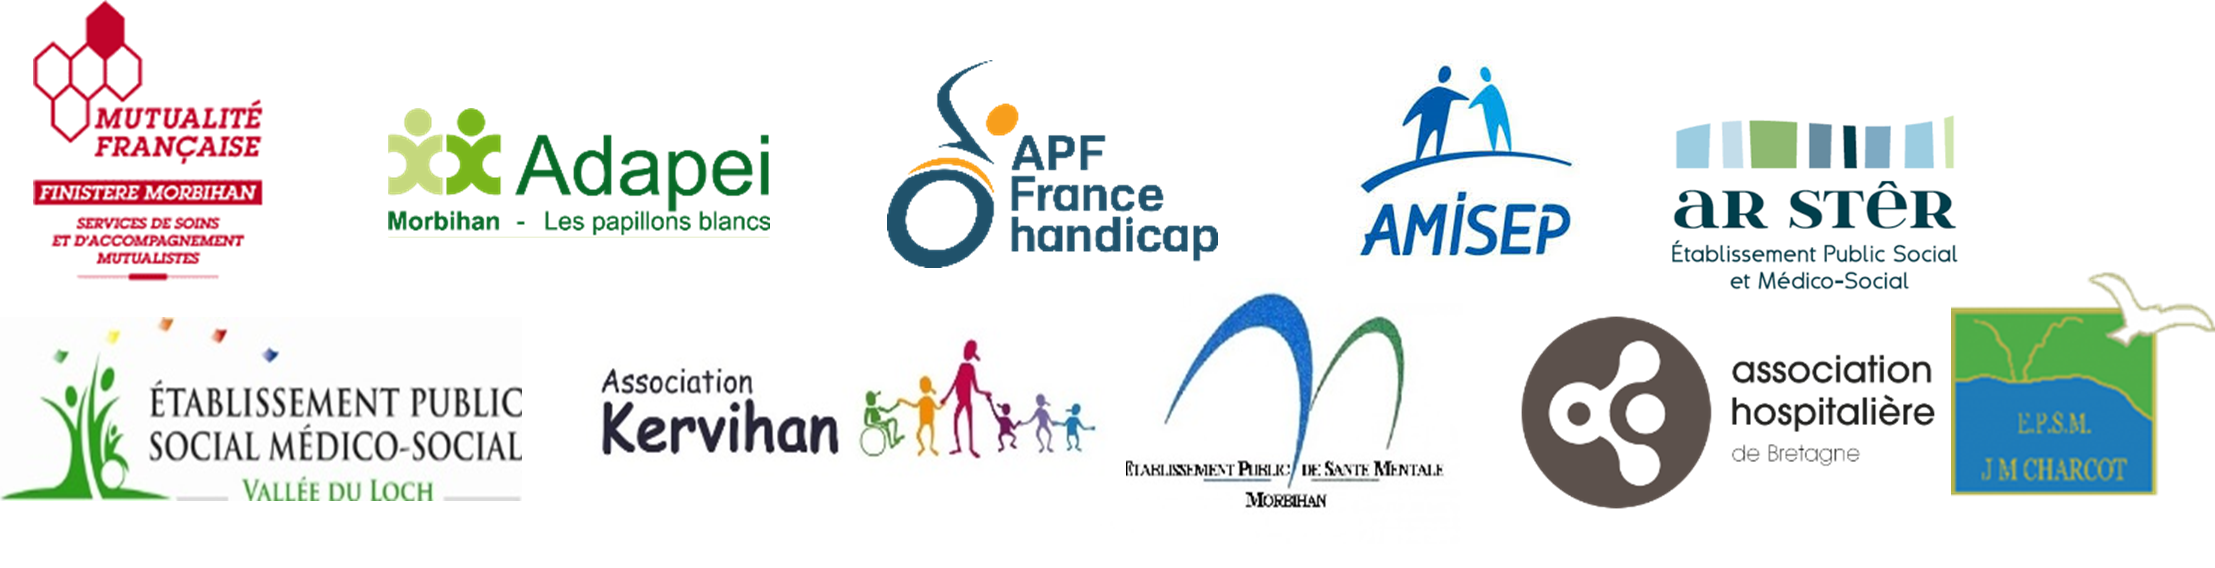 MUTUALITÉ
FRANÇAISE
FINISTERE MORBIHAN
SERVICES DE SOINS
ET D'ACCOMPAGNEMENT
MUTUALISTES
Adapei
Morbihan - Les papillons blancs
APF
France
handicap
AMISEP
aR STÊR
Établissement Public Social
et Médico-Social
ÉTABLISSEMENT PUBLIC
SOCIAL MÉDICO-SOCIAL
VALLÉE DU LOCH
Association
Kervihan
ETABLISSEMENT PUBLIC DE SANTE MENTALE
MORBIHAN
association
hospitalière
de Bretagne
E.P.S.M.
J M CHARCOT